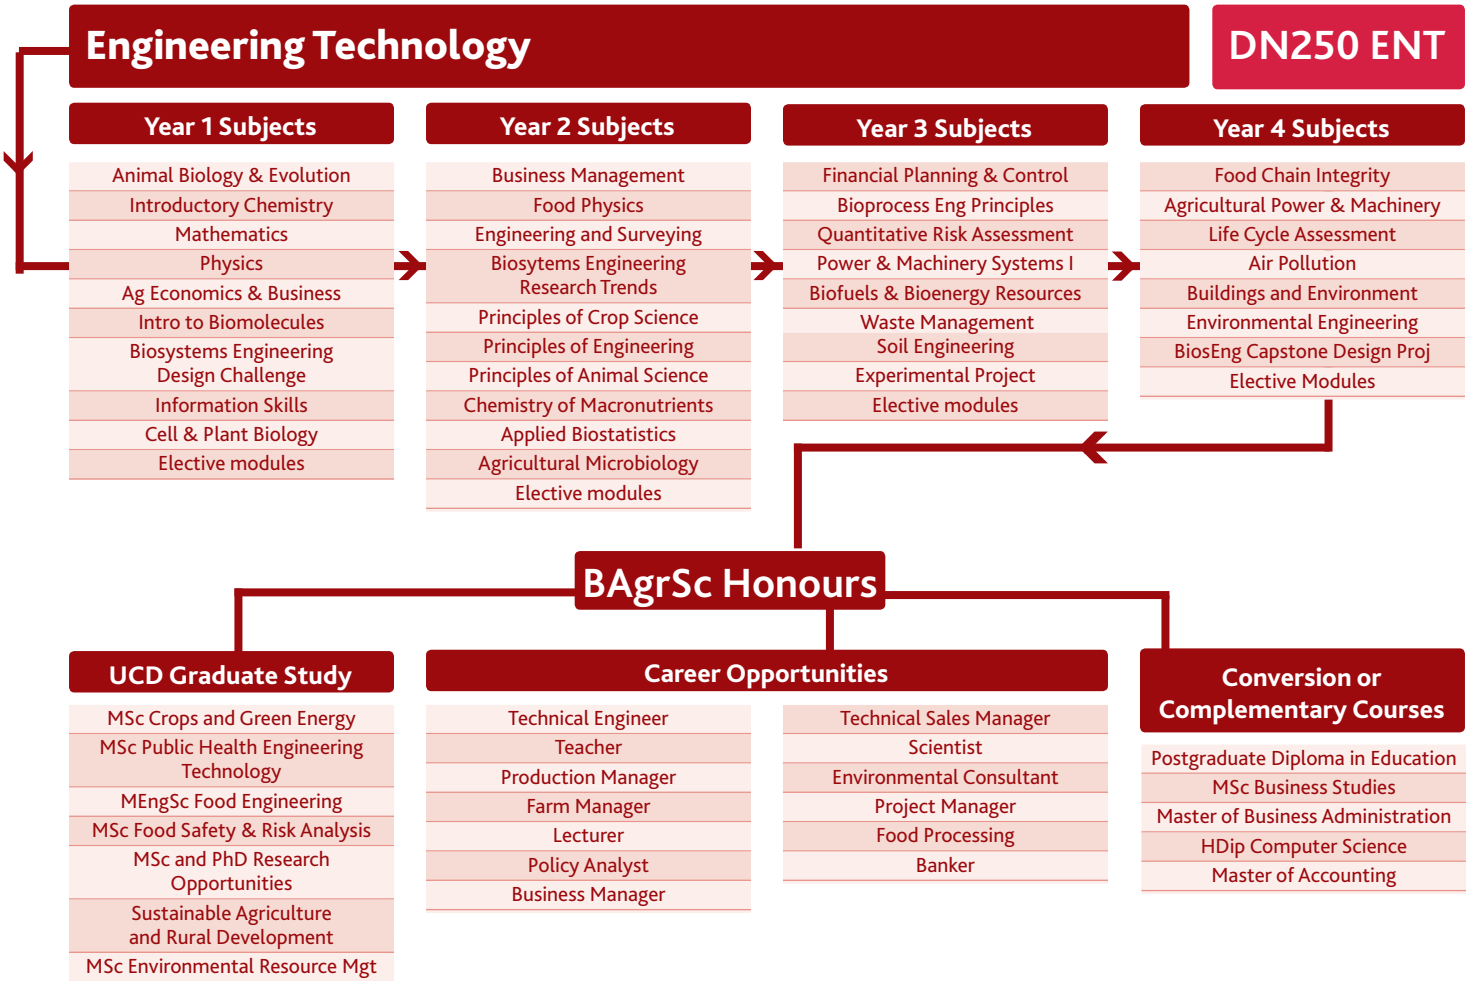 Engineering Technology
DN250 ENT
Year 1 Subjects
Animal Biology & Evolution
Introductory Chemistry
Mathematics
Physics
Ag Economics & Business
Intro to Biomolecules
Biosystems Engineering
Design Challenge
Information Skills
Cell & Plant Biology
Elective modules
Year 2 Subjects
Business Management
Food Physics
Engineering and Surveying
Biosytems Engineering
Research Trends
Principles of Crop Science
Principles of Engineering
Principles of Animal Science
Chemistry of Macronutrients
Applied Biostatistics
Agricultural Microbiology
Elective modules
Year 3 Subjects
Financial Planning & Control
Bioprocess Eng Principles
Quantitative Risk Assessment
Power & Machinery Systems I
Biofuels & Bioenergy Resources
Waste Management
Soil Engineering
Experimental Project
Elective modules
Year 4 Subjects
Food Chain Integrity
Agricultural Power & Machinery
Life Cycle Assessment
Air Pollution
Buildings and Environment
Environmental Engineering
BiosEng Capstone Design Proj
Elective Modules
BAgrSc Honours
UCD Graduate Study
MSc Crops and Green Energy
MSc Public Health Engineering
Technology
MEngSc Food Engineering
MSc Food Safety & Risk Analysis
MSc and PhD Research
Opportunities
Sustainable Agriculture
and Rural Development
MSc Environmental Resource Mgt
Career Opportunities
Technical Engineer
Teacher
Production Manager
Farm Manager
Lecturer
Policy Analyst
Business Manager
Technical Sales Manager
Scientist
Environmental Consultant
Project Manager
Food Processing
Banker
Conversion or
Complementary Courses
Postgraduate Diploma in Education
MSc Business Studies
Master of Business Administration
HDip Computer Science
Master of Accounting